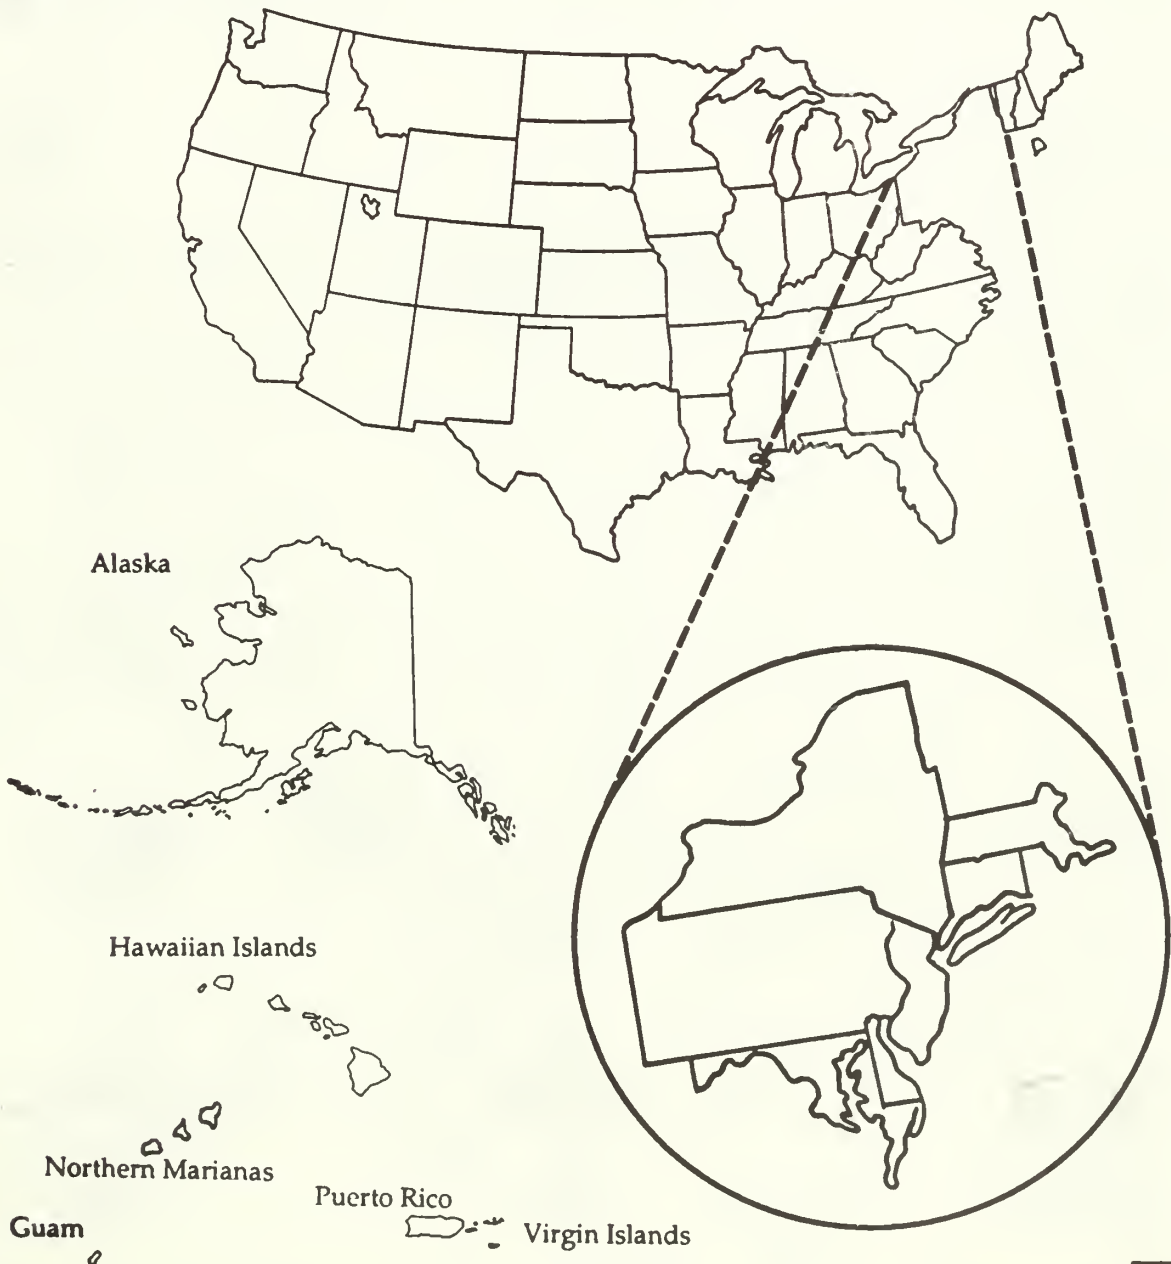 Alaska
Hawaiian Islands
Northern Marianas
Puerto Rico
Guam
Virgin Islands